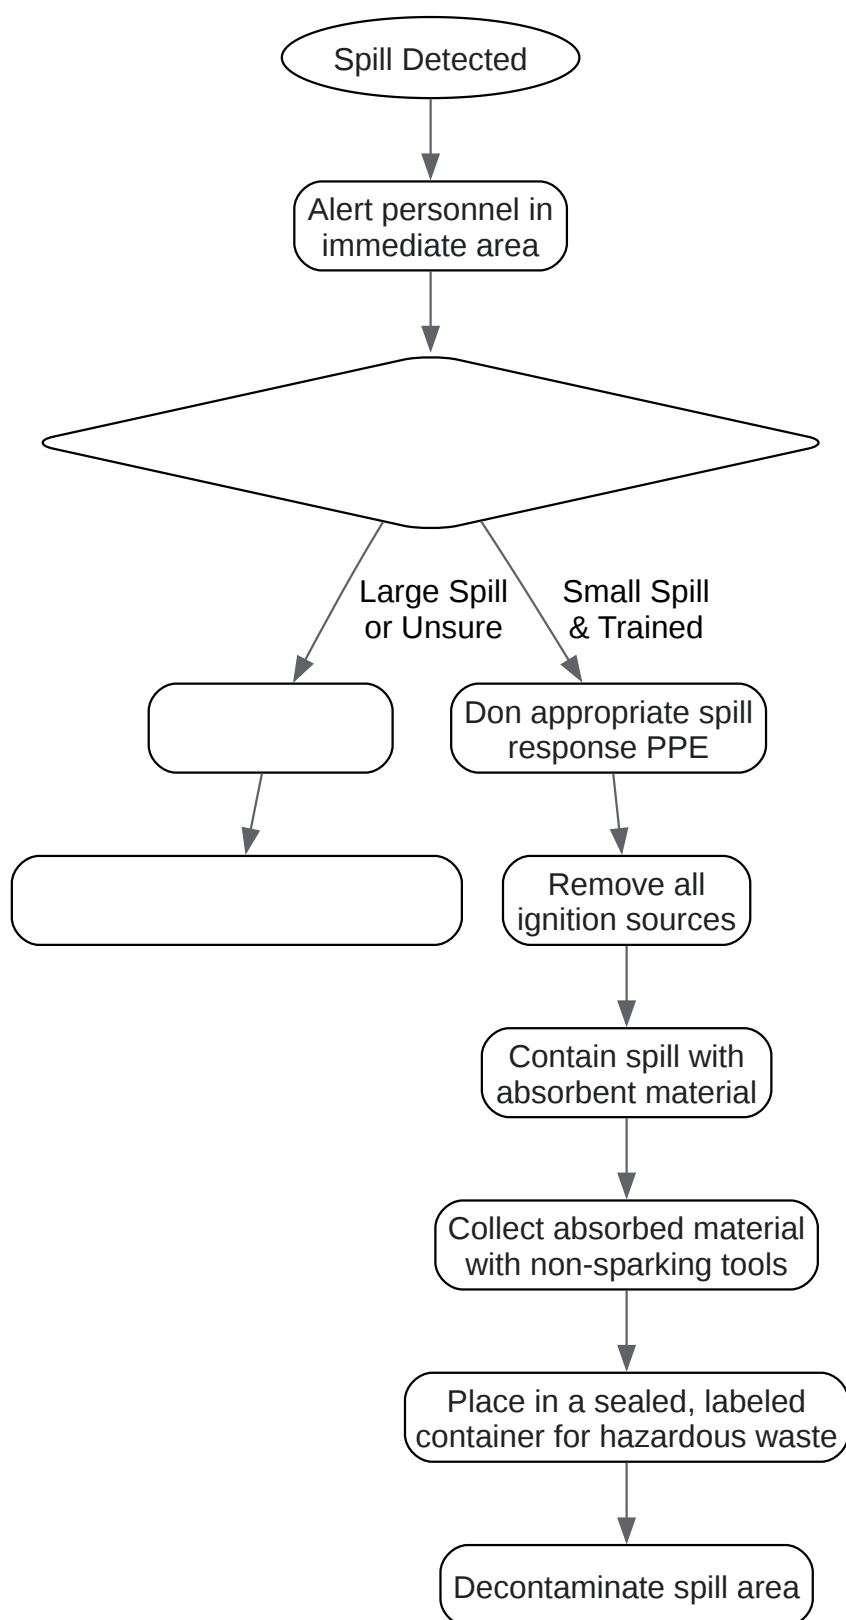 Spill Detected
Alert personnel in
immediate area
Large Spill
or Unsure
Small Spill
& Trained
Don appropriate spill
response PPE
Remove all
ignition sources
Contain spill with
absorbent material
Collect absorbed material
with non-sparking tools
Place in a sealed, labeled
container for hazardous waste
Decontaminate spill area